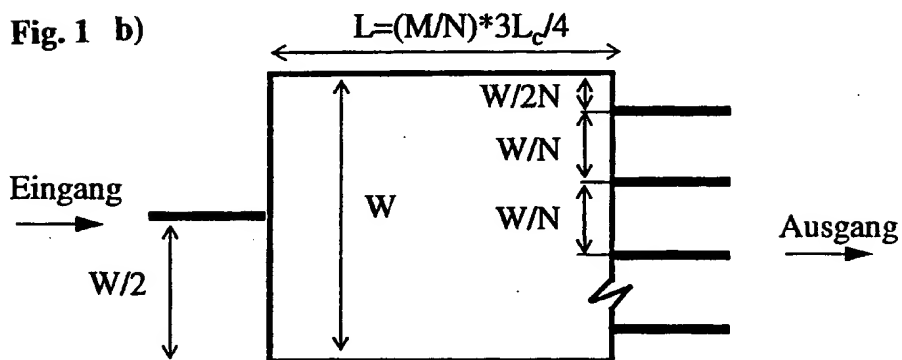 Fig. 1 b)
L=(M/N)*3L_c/4
W/2N
W/N
Eingang
W
W/N
Ausgang
W/2